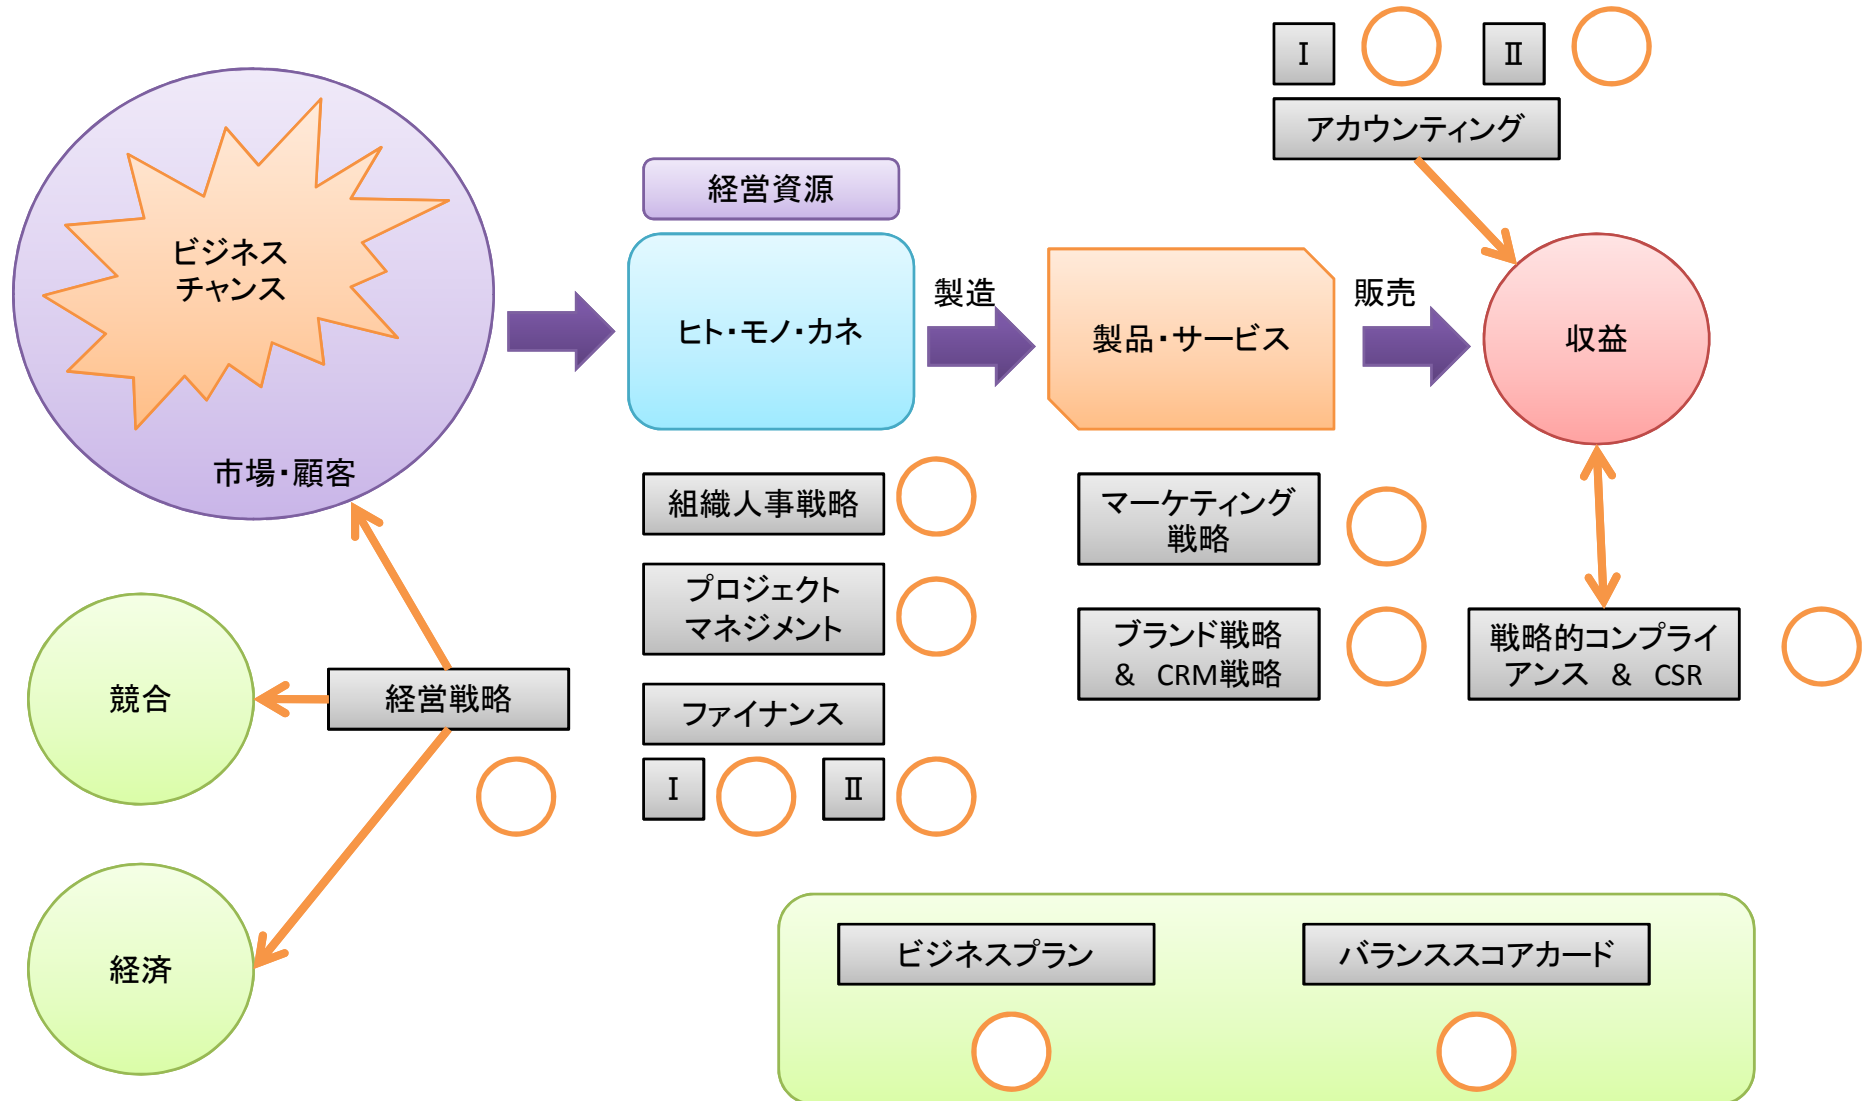 Ⅰ
Ⅱ
アカウンティング
経営資源
ビジネス
チャンス
市場・顧客
ヒト・モノ・カネ
製造
製品・サービス
販売
収益
組織人事戦略
プロジェクト
マネジメント
ファイナンス
Ⅰ
Ⅱ
マーケティング
戦略
ブランド戦略
& CRM戦略
戦略的コンプライ
アンス & CSR
競合
経営戦略
経済
ビジネスプラン
バランススコアカード